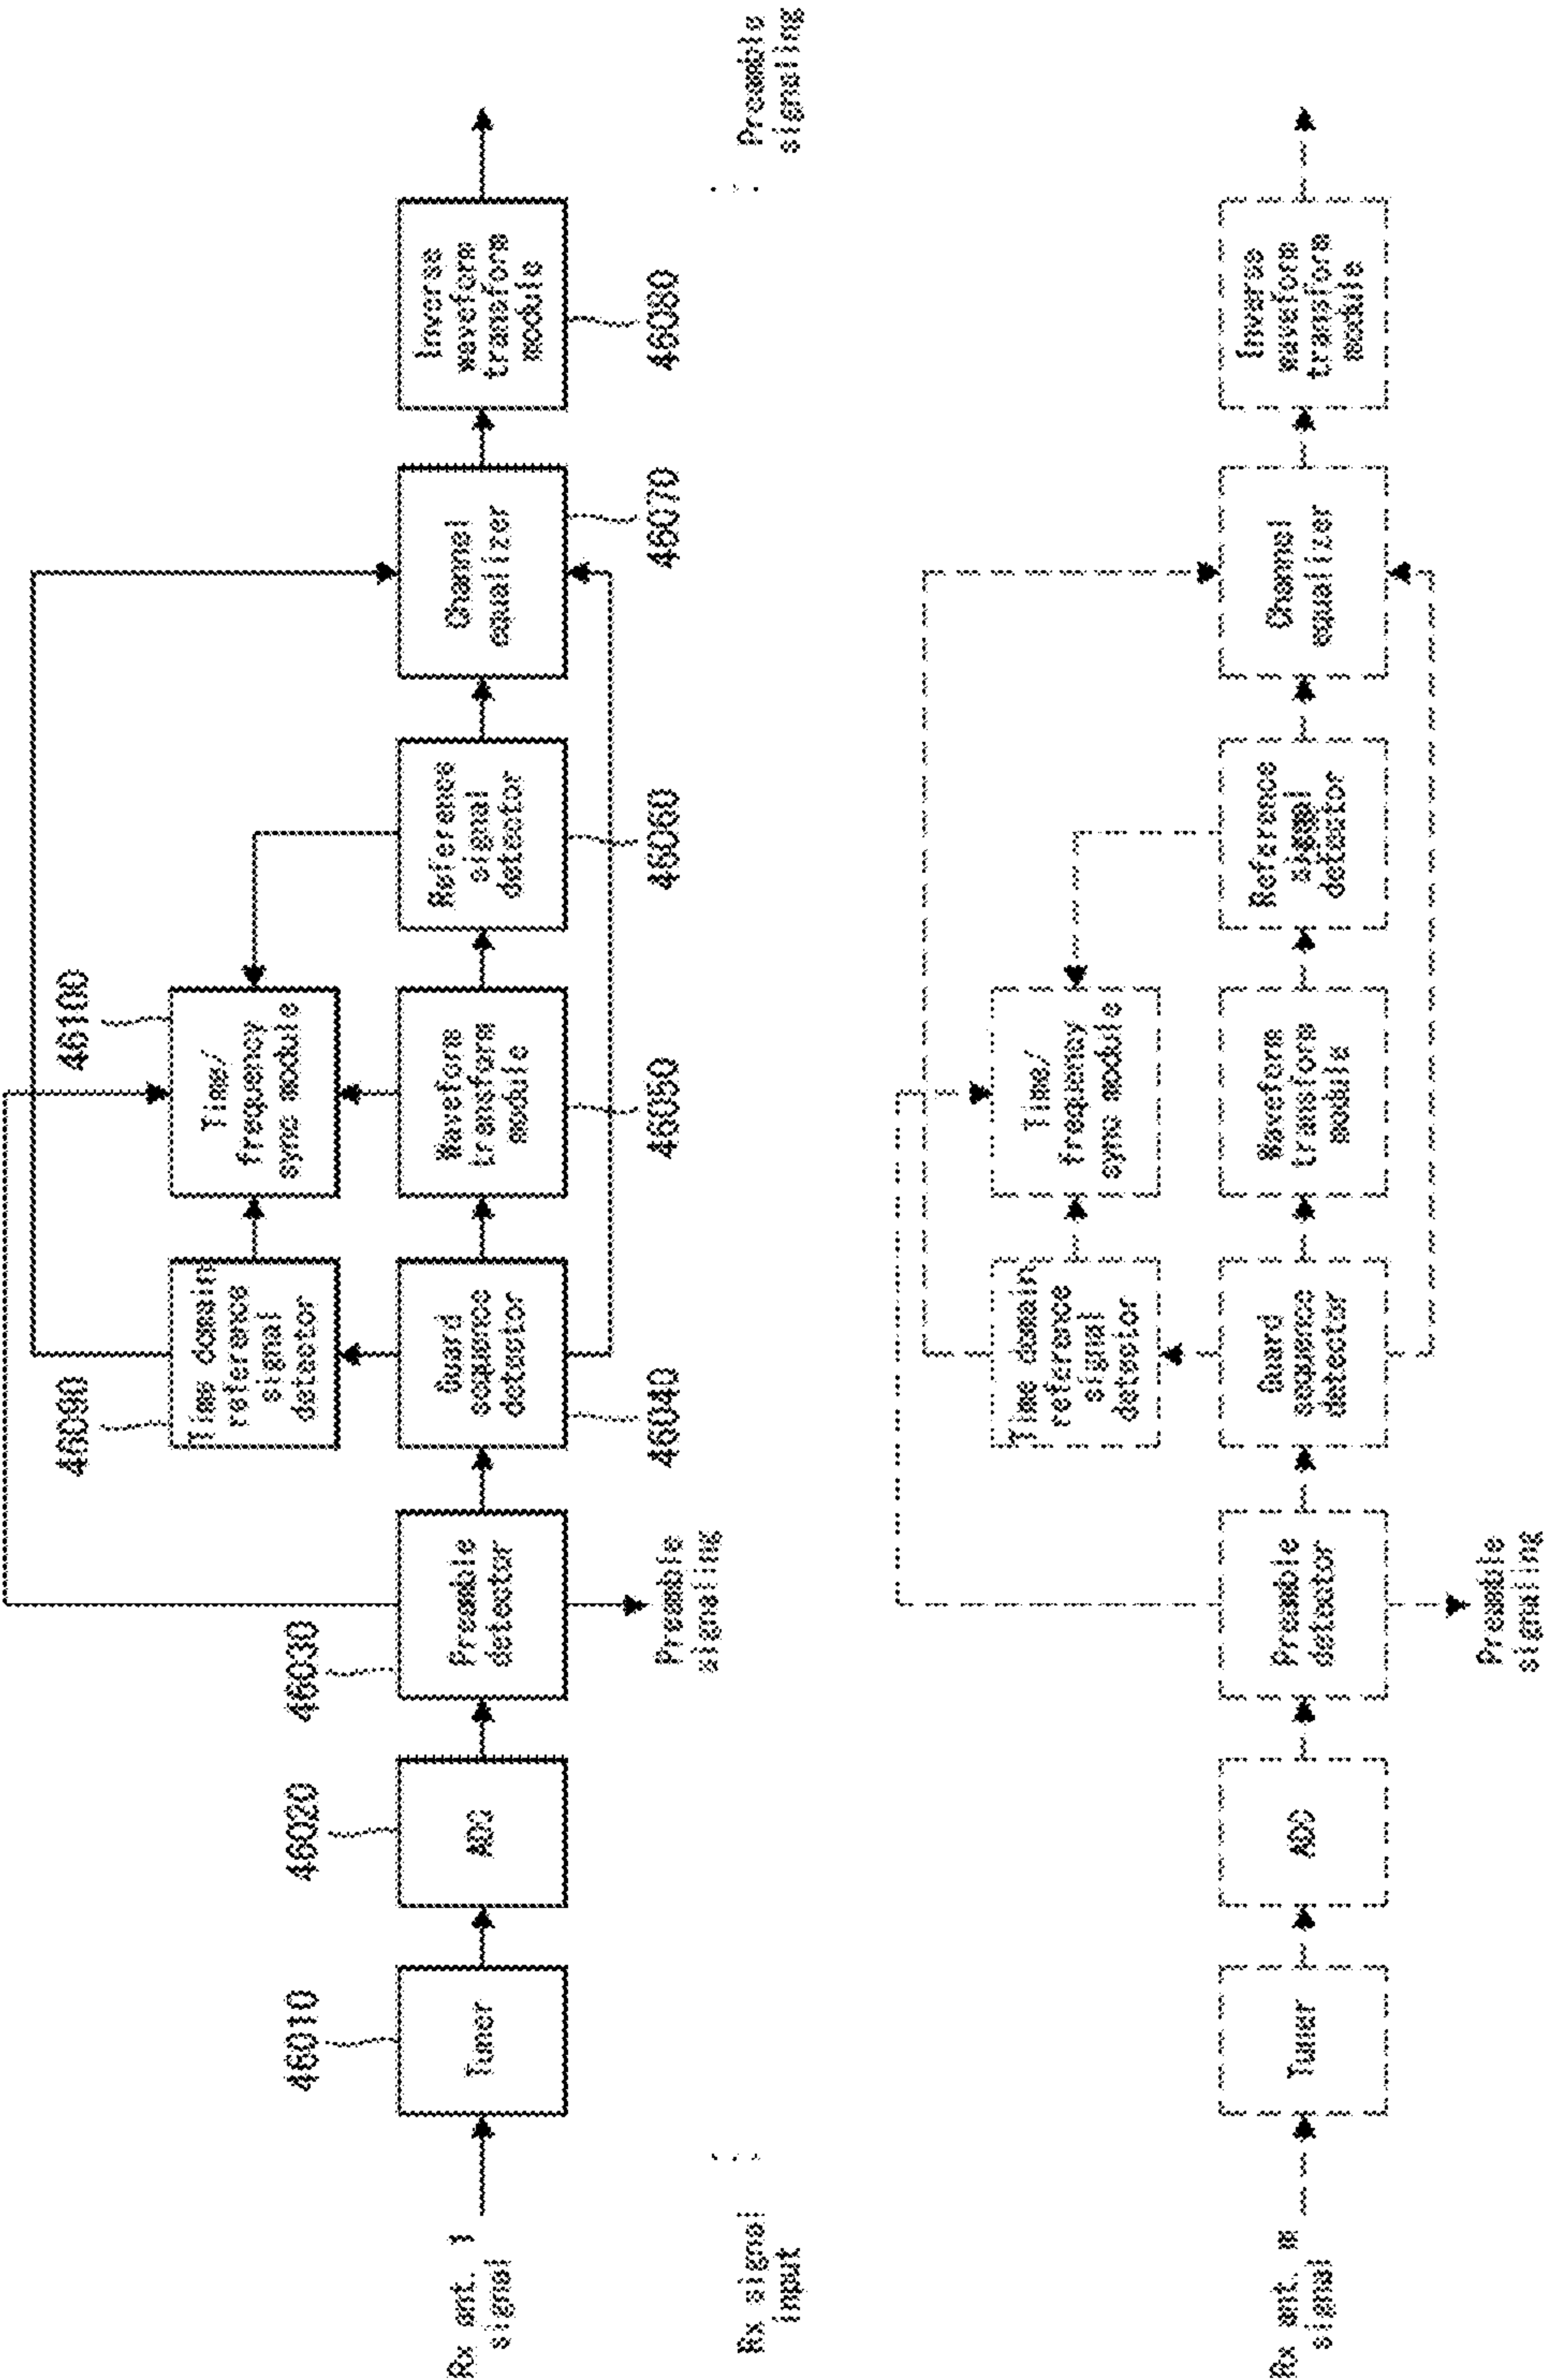 46100
46090
Time domain
reference
signal
detector
Time/
frequency
sync module
46010
46020
46030
Rx ant. 1
signal
Tuner
ADC
Preamble
detector
Guard
sequence
detector
Waveform
transform
module
Reference
signal
detector
Channel
equalizer
Inverse
waveform
transform
module
46040
46050
46060
46070
46080
Preamble
signaling
Rx signal
input
Preamble
signaling
Time domain
reference
signal
detector
Time/
frequency
sync module
Rx ant. m
signal
Tuner
ADC
Preamble
detector
Guard
sequence
detector
Waveform
transform
module
Reference
signal
detector
Channel
equalizer
Inverse
waveform
transform
module
Preamble
signaling